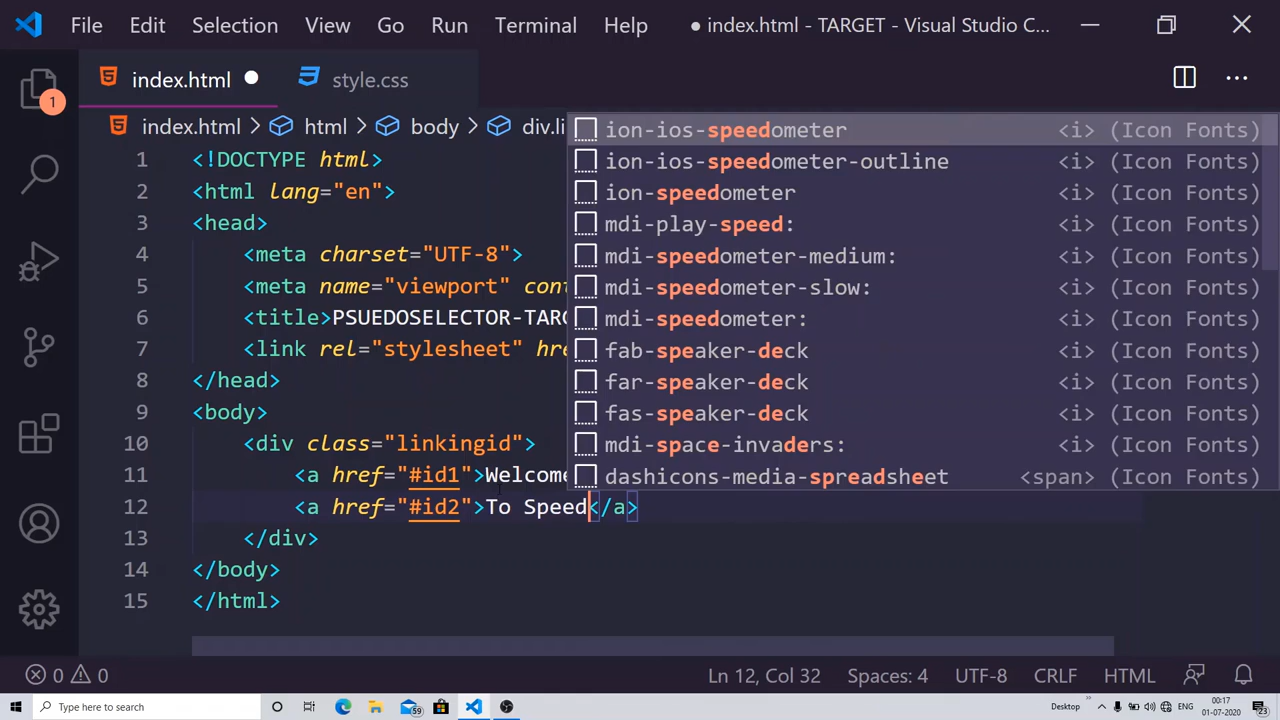 File Edit Selection View Go Run Terminal Help ● index.html - TARGET - Visual Studio C...
index.html ● style.css ...
1
index.html > html > body > div.li
1 <!DOCTYPE html>
2 <html lang="en">
3 <head>
4 <meta charset="UTF-8">
5 <meta name="viewport" cont
6 <title>PSUEDOSELECTOR-TARG
7 <link rel="stylesheet" hre
8 </head>
9 <body>
10 <div class="linkingid">
11 <a href="#id1">Welcome
12 <a href="#id2">To Speed</a>
13 </div>
14 </body>
15 </html>
ion-ios-speedometer <i> (Icon Fonts)
ion-ios-speedometer-outline <i> (Icon Fonts)
ion-speedometer <i> (Icon Fonts)
mdi-play-speed: <i> (Icon Fonts)
mdi-speedometer-medium: <i> (Icon Fonts)
mdi-speedometer-slow: <i> (Icon Fonts)
mdi-speedometer: <i> (Icon Fonts)
fab-speaker-deck <i> (Icon Fonts)
far-speaker-deck <i> (Icon Fonts)
fas-speaker-deck <i> (Icon Fonts)
mdi-space-invaders: <i> (Icon Fonts)
dashicons-media-spreadsheet <span> (Icon Fonts)
0 0 Ln 12, Col 32 Spaces: 4 UTF-8 CRLF HTML
Type here to search 59 Desktop » ENG 00:17
01-07-2020 23